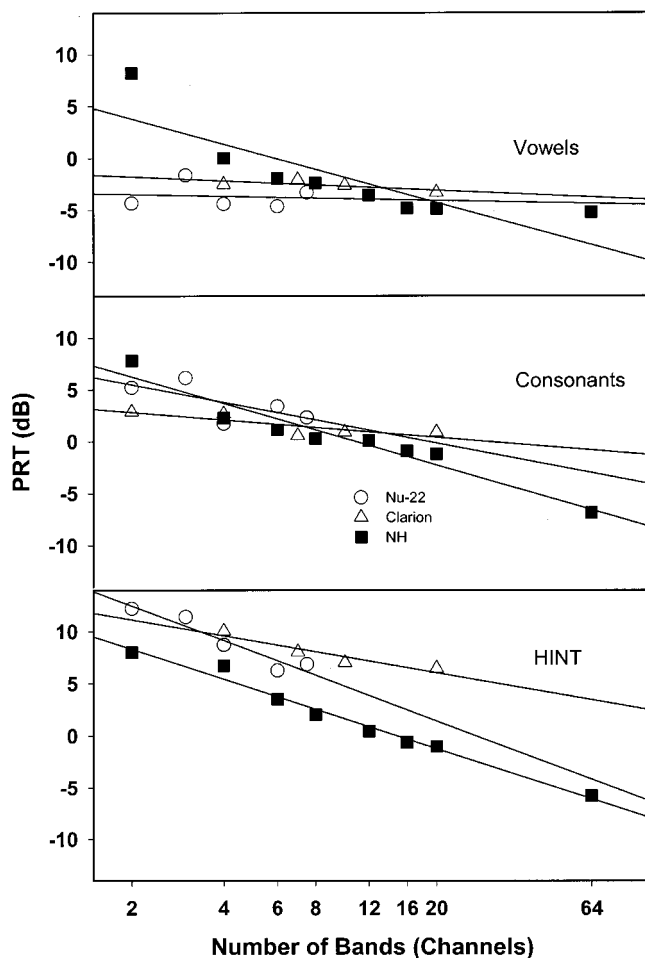 10
5
0
-5
-10
Vowels
10
5
0
-5
-10
Consonants
PRT (dB)
Nu-22
Clarion
NH
10
5
0
-5
-10
HINT
2 4 6 8 12 16 20 64
Number of Bands (Channels)